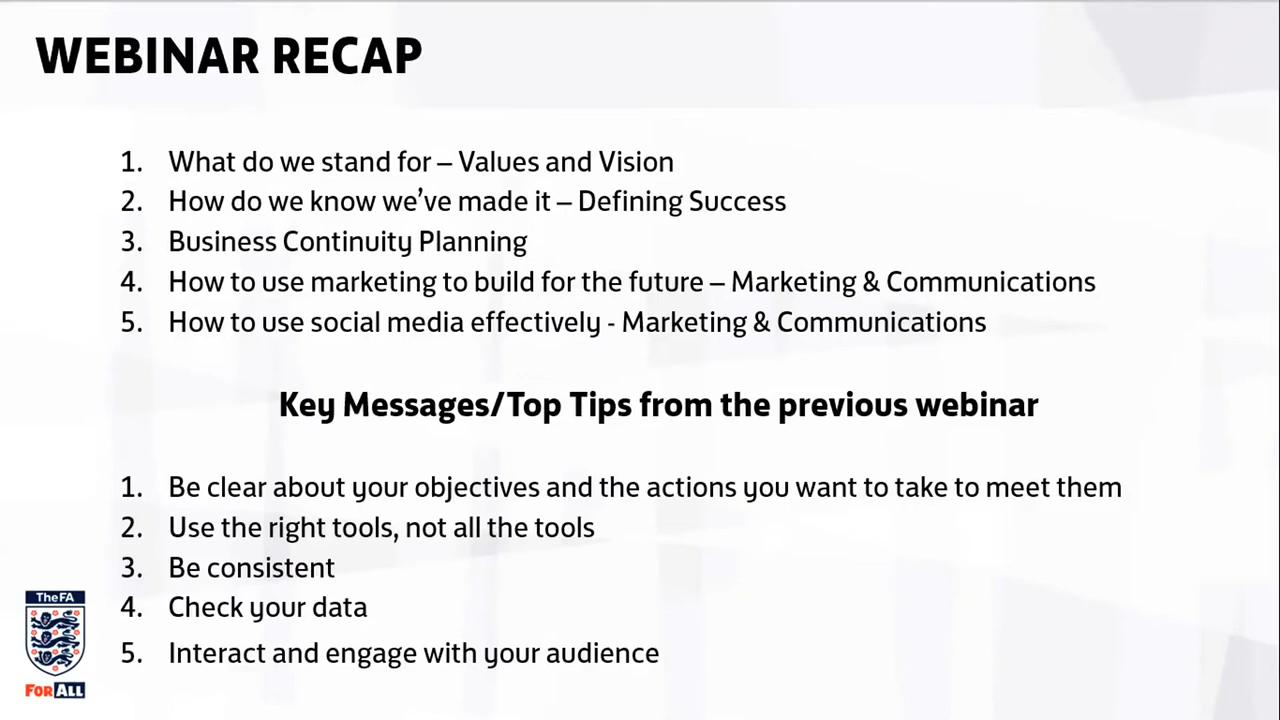 WEBINAR RECAP
1. What do we stand for – Values and Vision
2. How do we know we've made it – Defining Success
3. Business Continuity Planning
4. How to use marketing to build for the future – Marketing & Communications
5. How to use social media effectively - Marketing & Communications
Key Messages/Top Tips from the previous webinar
1. Be clear about your objectives and the actions you want to take to meet them
2. Use the right tools, not all the tools
3. Be consistent
4. Check your data
5. Interact and engage with your audience
The FA
FOR ALL